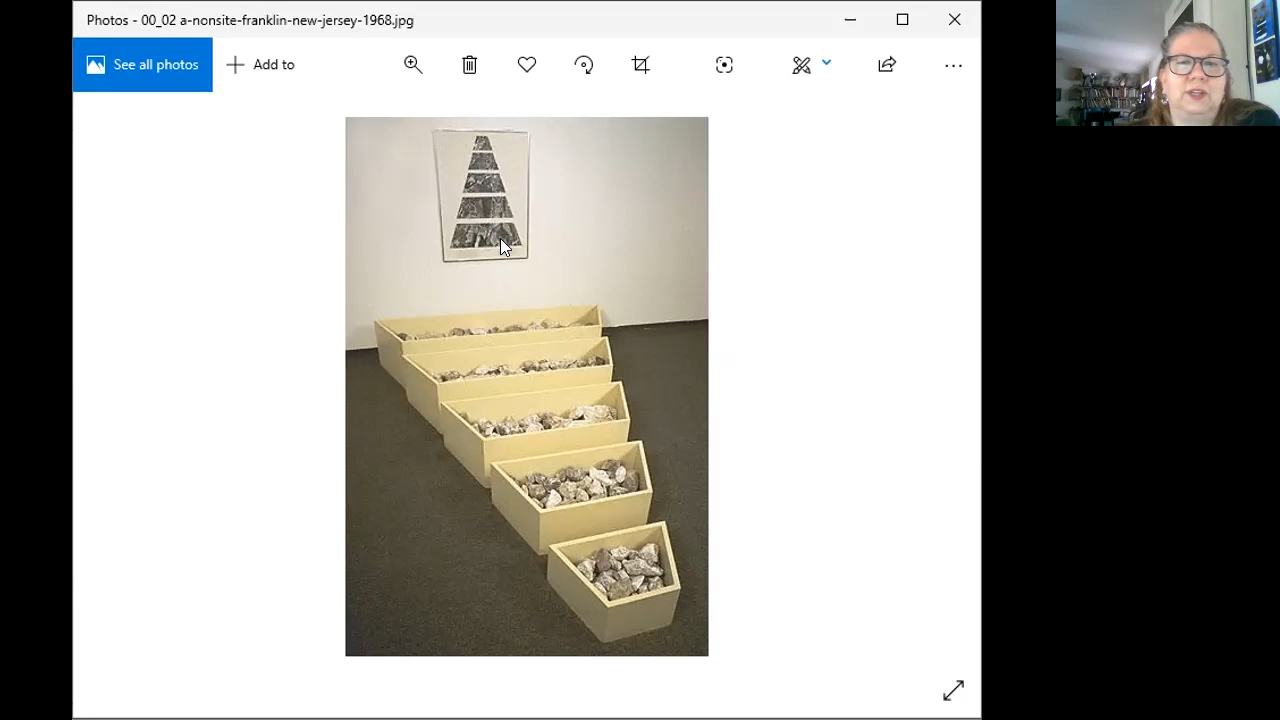 Photos - 00_02 a-nonsite-franklin-new-jersey-1968.jpg
See all photos
Add to